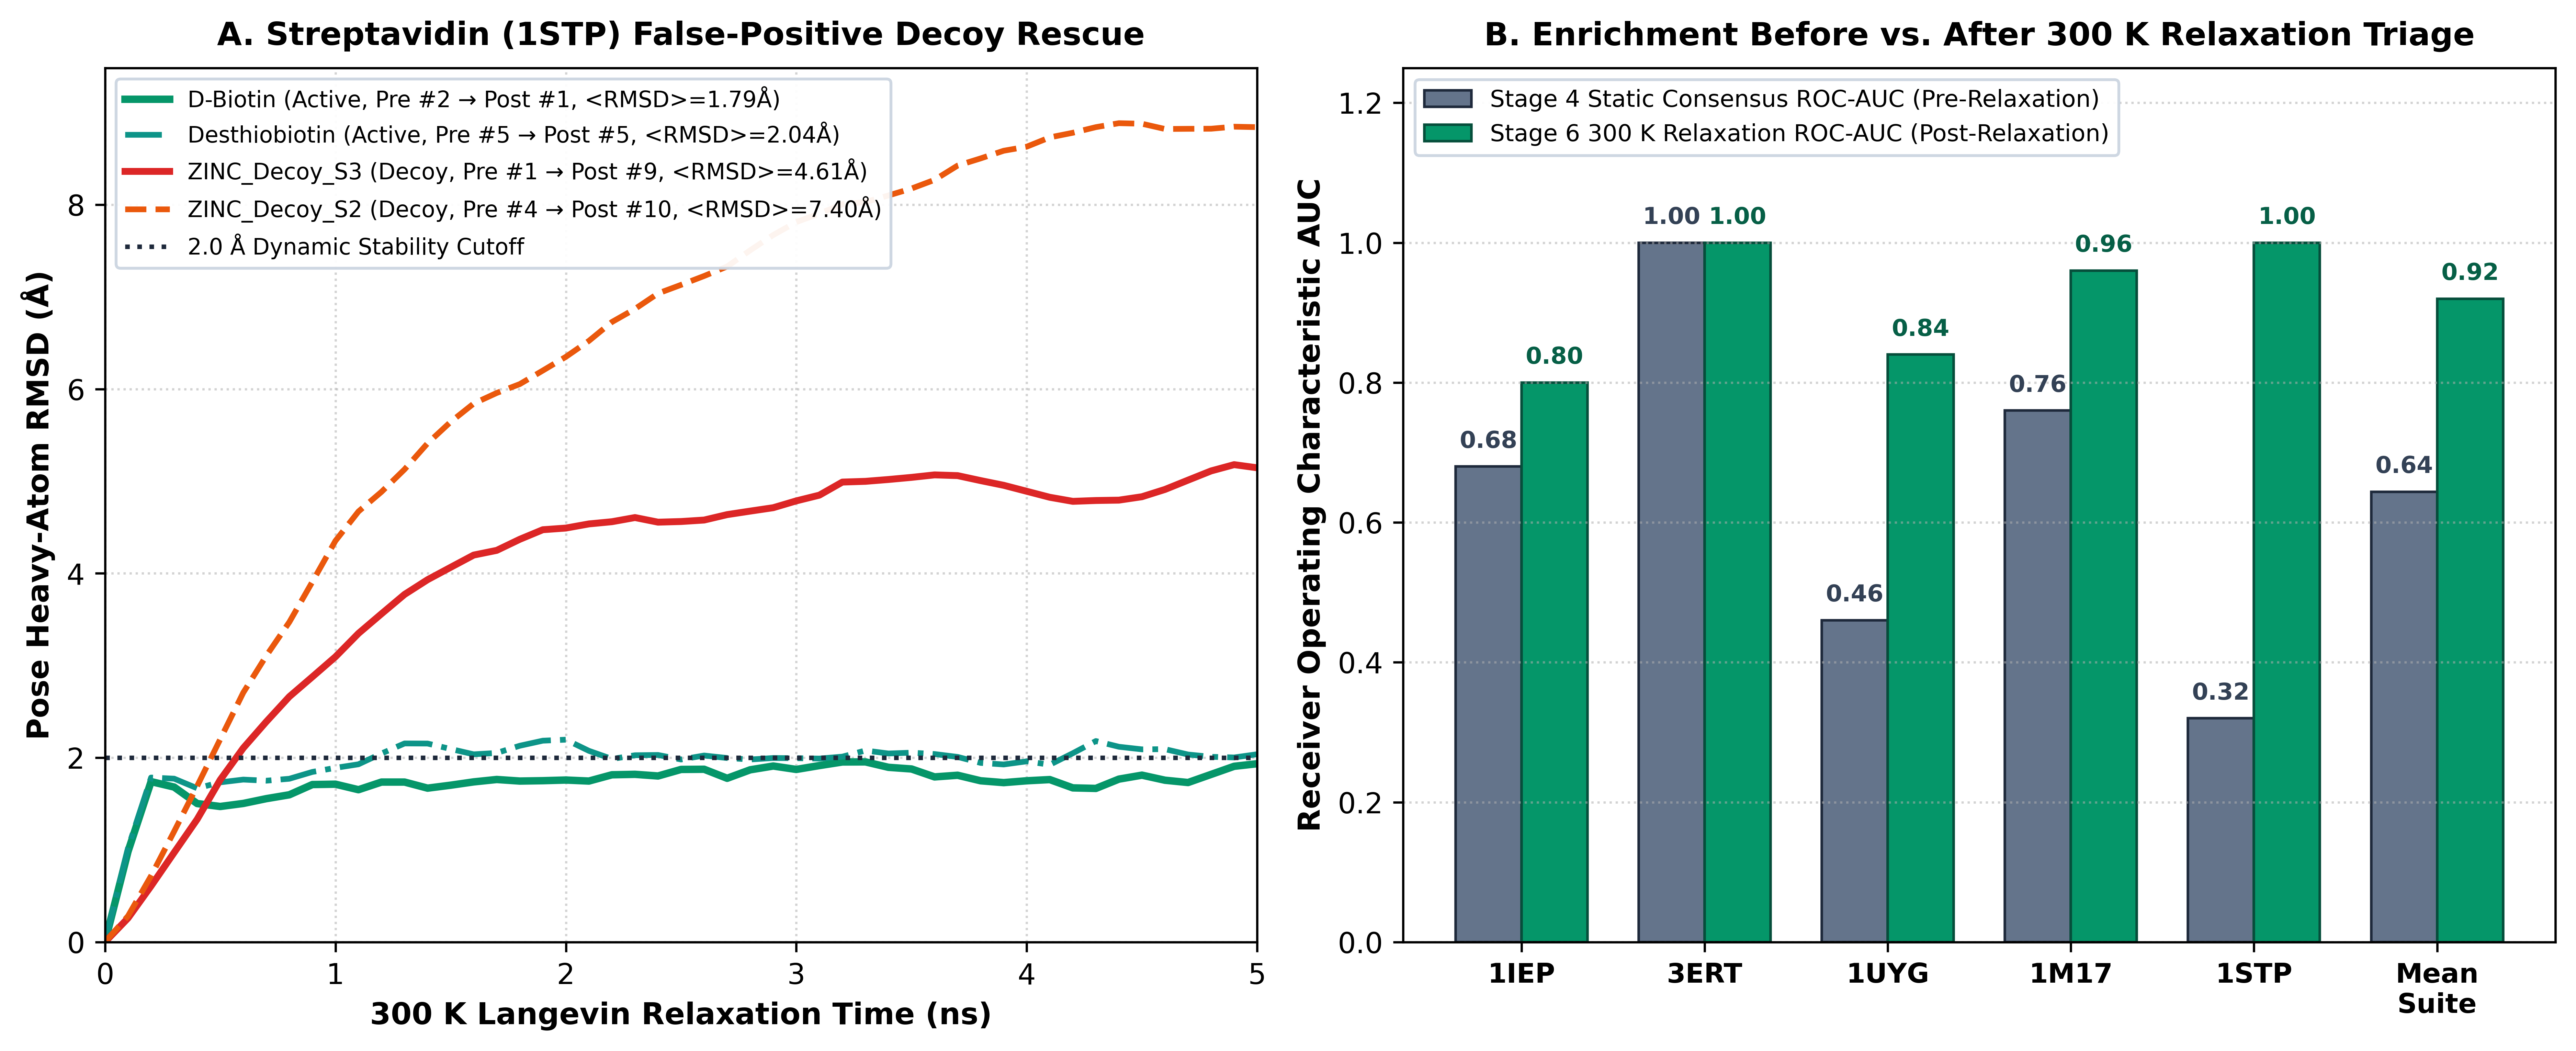 A. Streptavidin (1STP) False-Positive Decoy Rescue
D-Biotin (Active, Pre #2 → Post #1, <RMSD>=1.79Å)
Desthiobiotin (Active, Pre #5 → Post #5, <RMSD>=2.04Å)
ZINC_Decoy_S3 (Decoy, Pre #1 → Post #9, <RMSD>=4.61Å)
ZINC_Decoy_S2 (Decoy, Pre #4 → Post #10, <RMSD>=7.40Å)
2.0 Å Dynamic Stability Cutoff
Pose Heavy-Atom RMSD (Å)
8
6
4
2
0
0 1 2 3 4 5
300 K Langevin Relaxation Time (ns)
B. Enrichment Before vs. After 300 K Relaxation Triage
Stage 4 Static Consensus ROC-AUC (Pre-Relaxation)
Stage 6 300 K Relaxation ROC-AUC (Post-Relaxation)
Receiver Operating Characteristic AUC
1.2
1.0
0.8
0.6
0.4
0.2
0.0
0.68 0.80
1.00 1.00
0.46 0.84
0.76 0.96
0.32 1.00
0.64 0.92
1IEP 3ERT 1UYG 1M17 1STP Mean
Suite